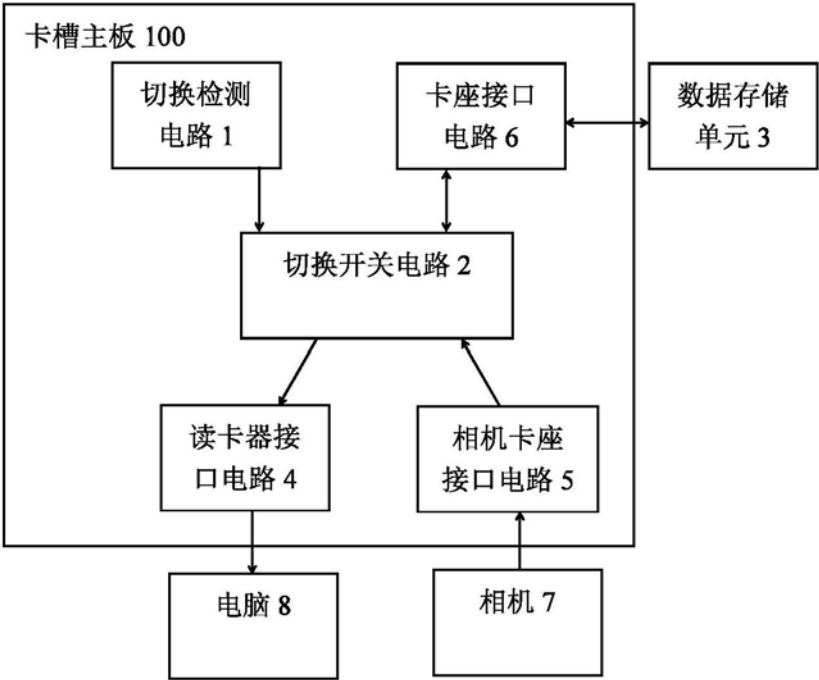 卡槽主板 100
切换检测
电路 1
卡座接口
电路 6
数据存储
单元 3
切换开关电路 2
读卡器接
口电路 4
相机卡座
接口电路 5
电脑 8
相机 7